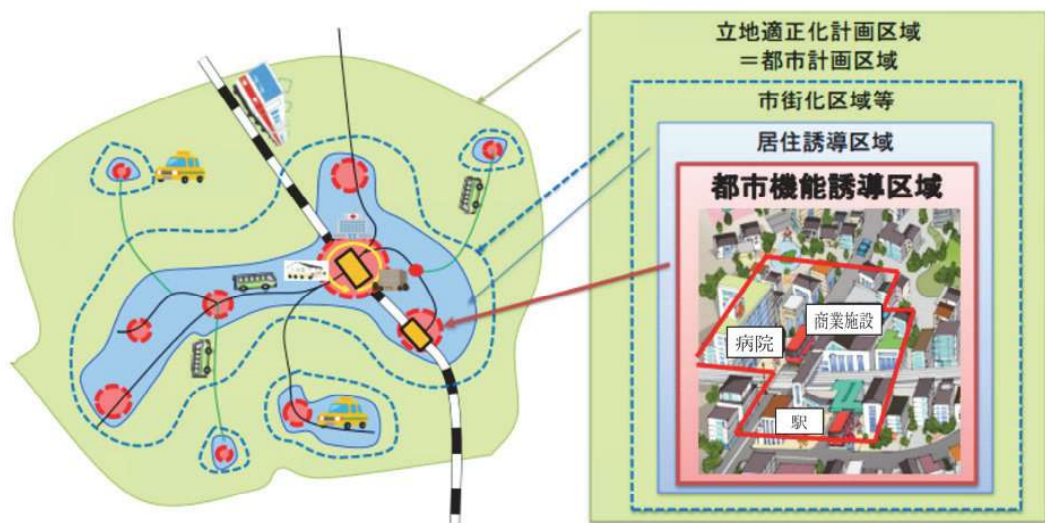 立地適正化計画区域
＝都市計画区域
市街化区域等
居住誘導区域
都市機能誘導区域
商業施設
病院
駅